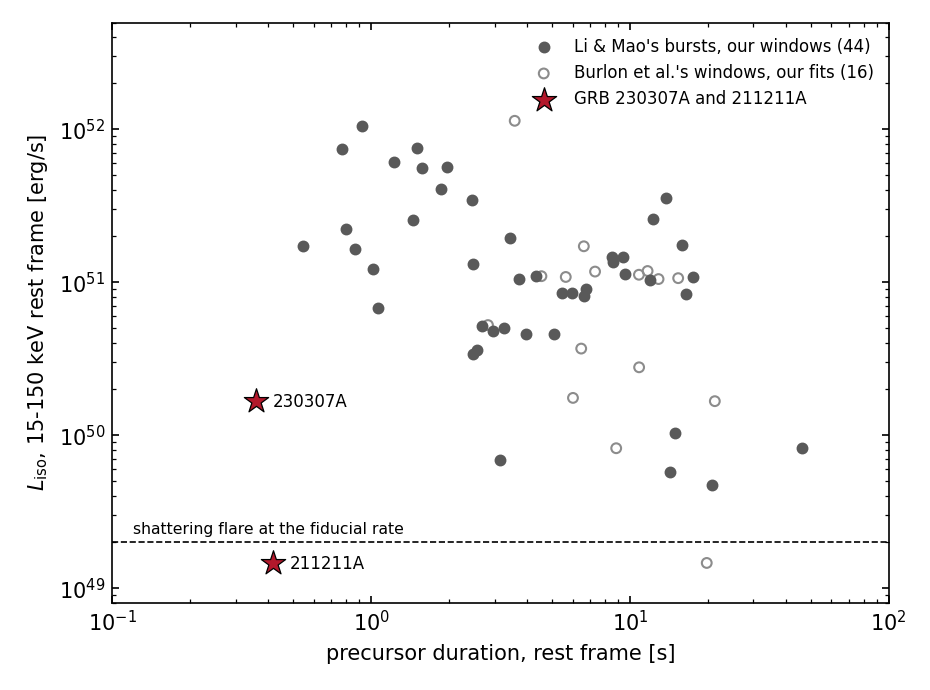 Li & Mao's bursts, our windows (44)
Burlon et al.'s windows, our fits (16)
GRB 230307A and 211211A
10^52
10^51
10^50
10^49
L_iso, 15-150 keV rest frame [erg/s]
230307A
shattering flare at the fiducial rate
211211A
10^−1
10^0
10^1
10^2
precursor duration, rest frame [s]